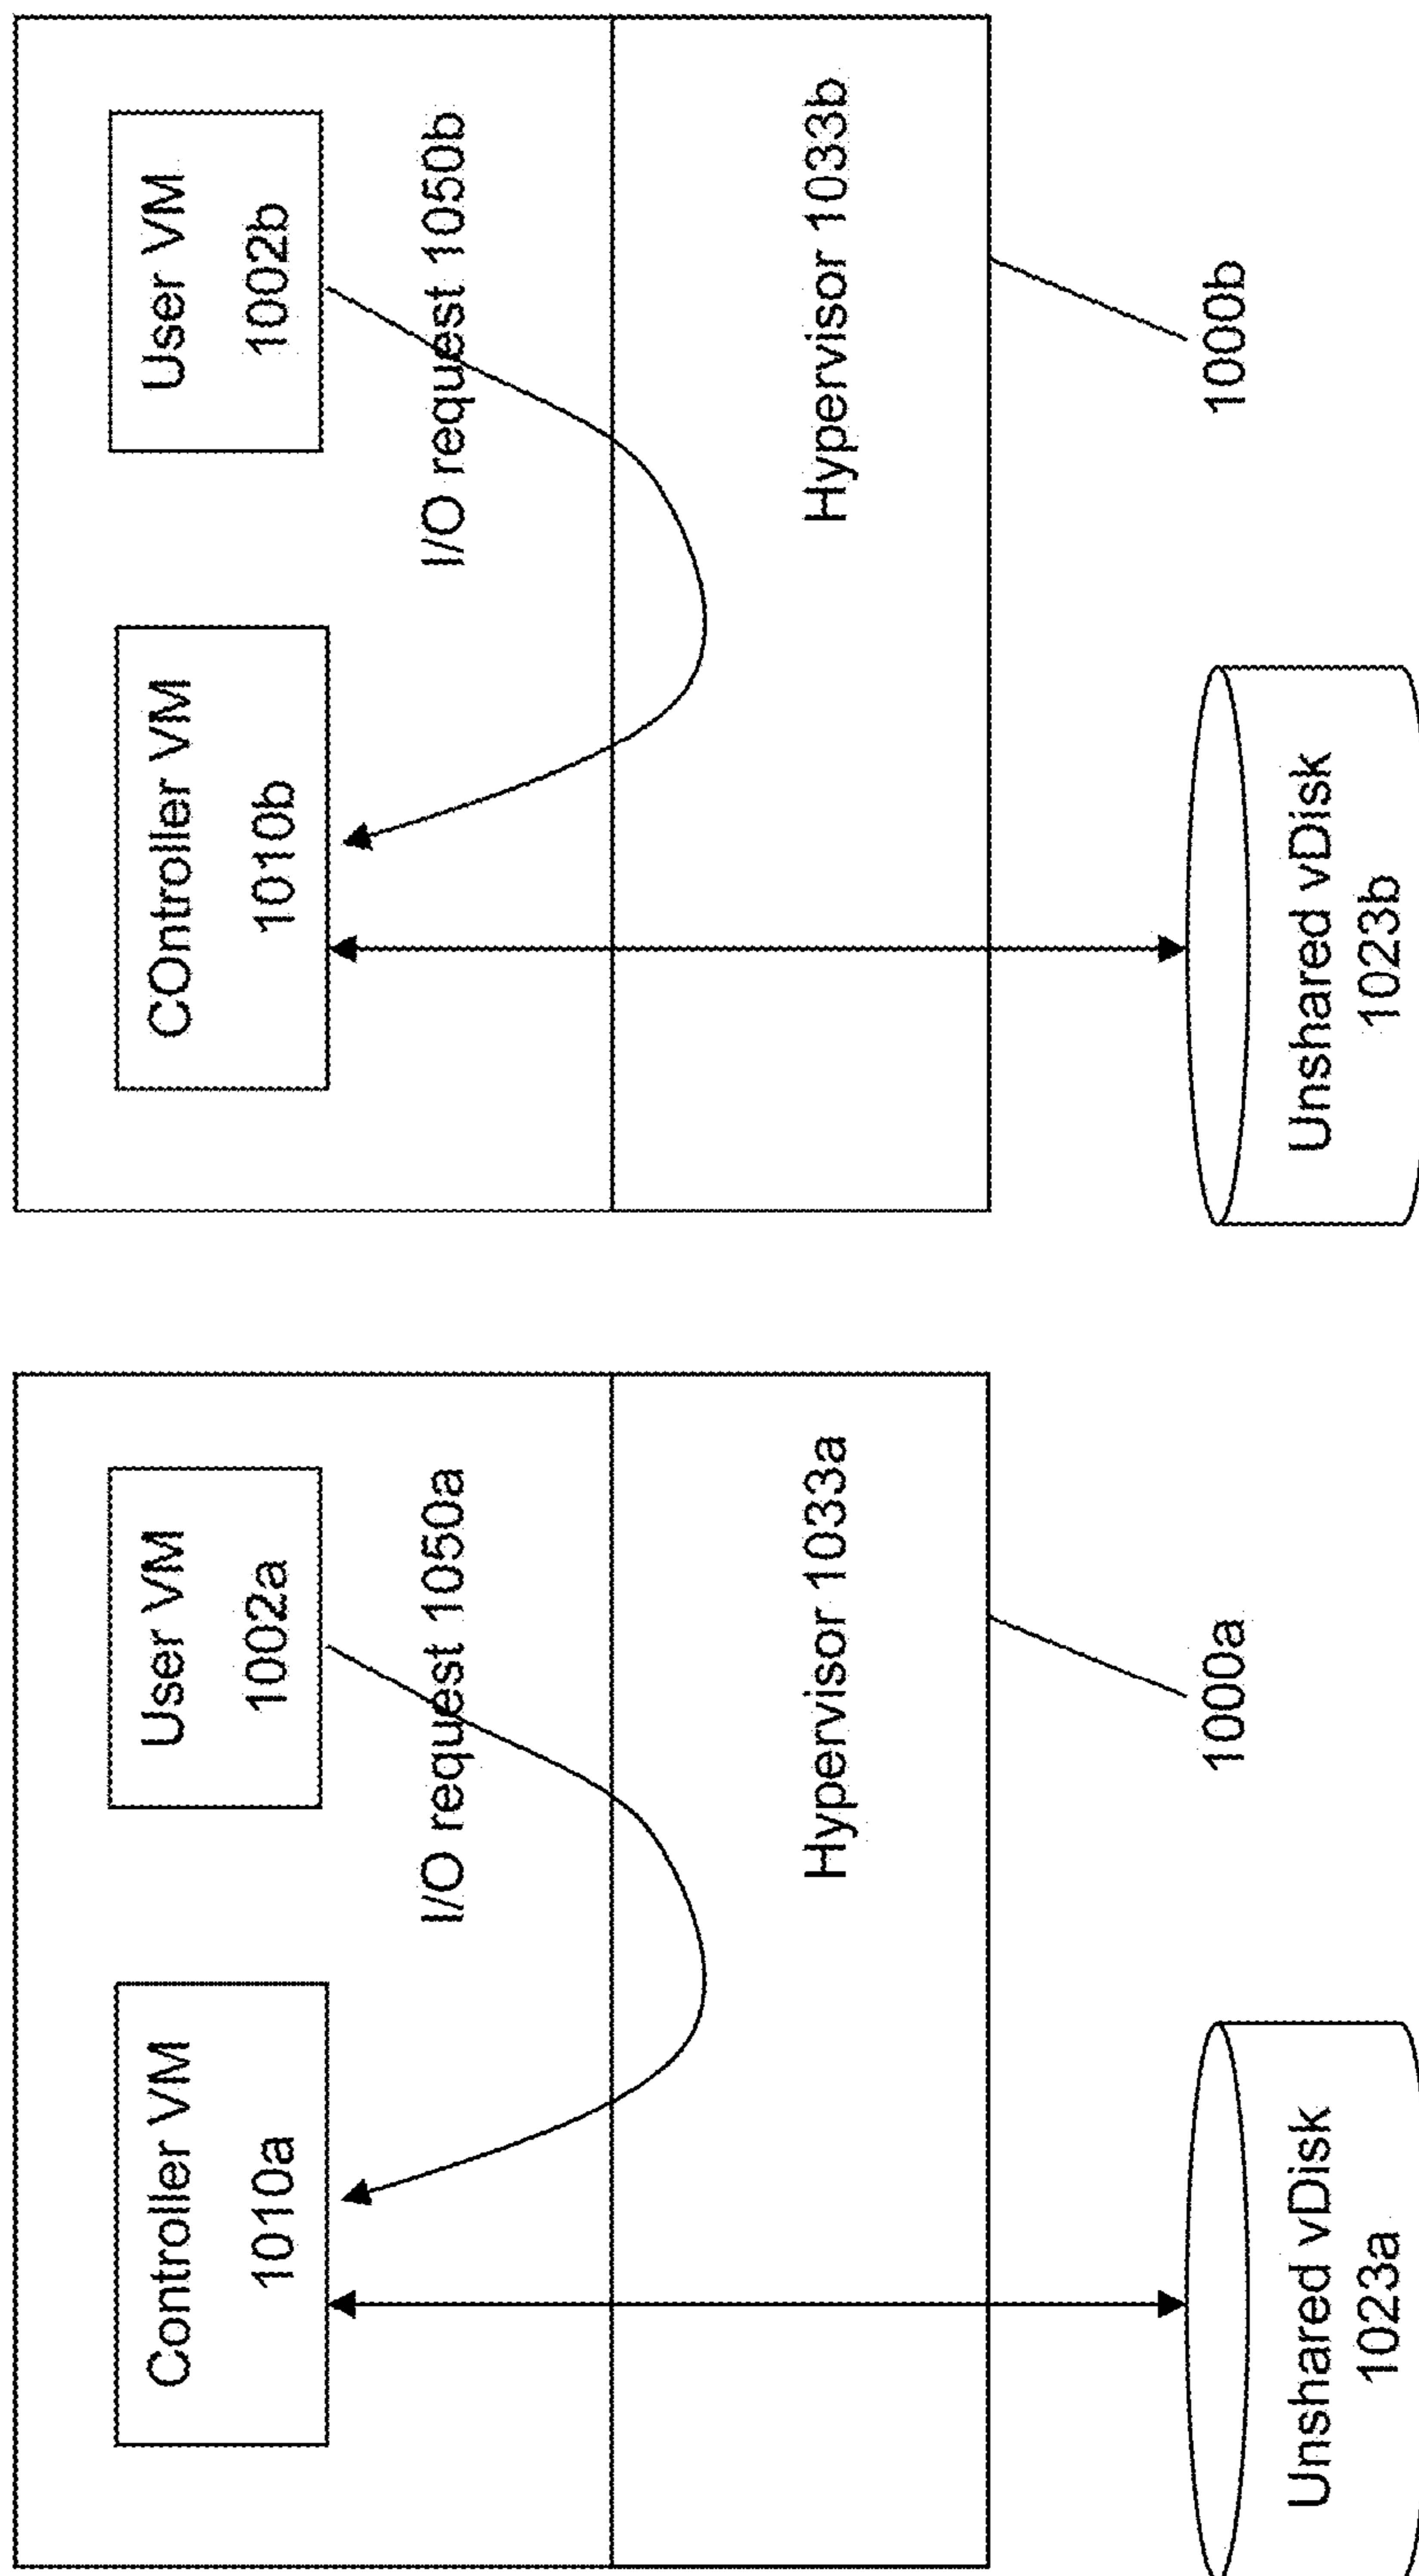 Controller VM
1010a
User VM
1002a
I/O request 1050a
Hypervisor 1033a
1000a
Unshared vDisk
1023a
COntroller VM
1010b
User VM
1002b
I/O request 1050b
Hypervisor 1033b
1000b
Unshared vDisk
1023b